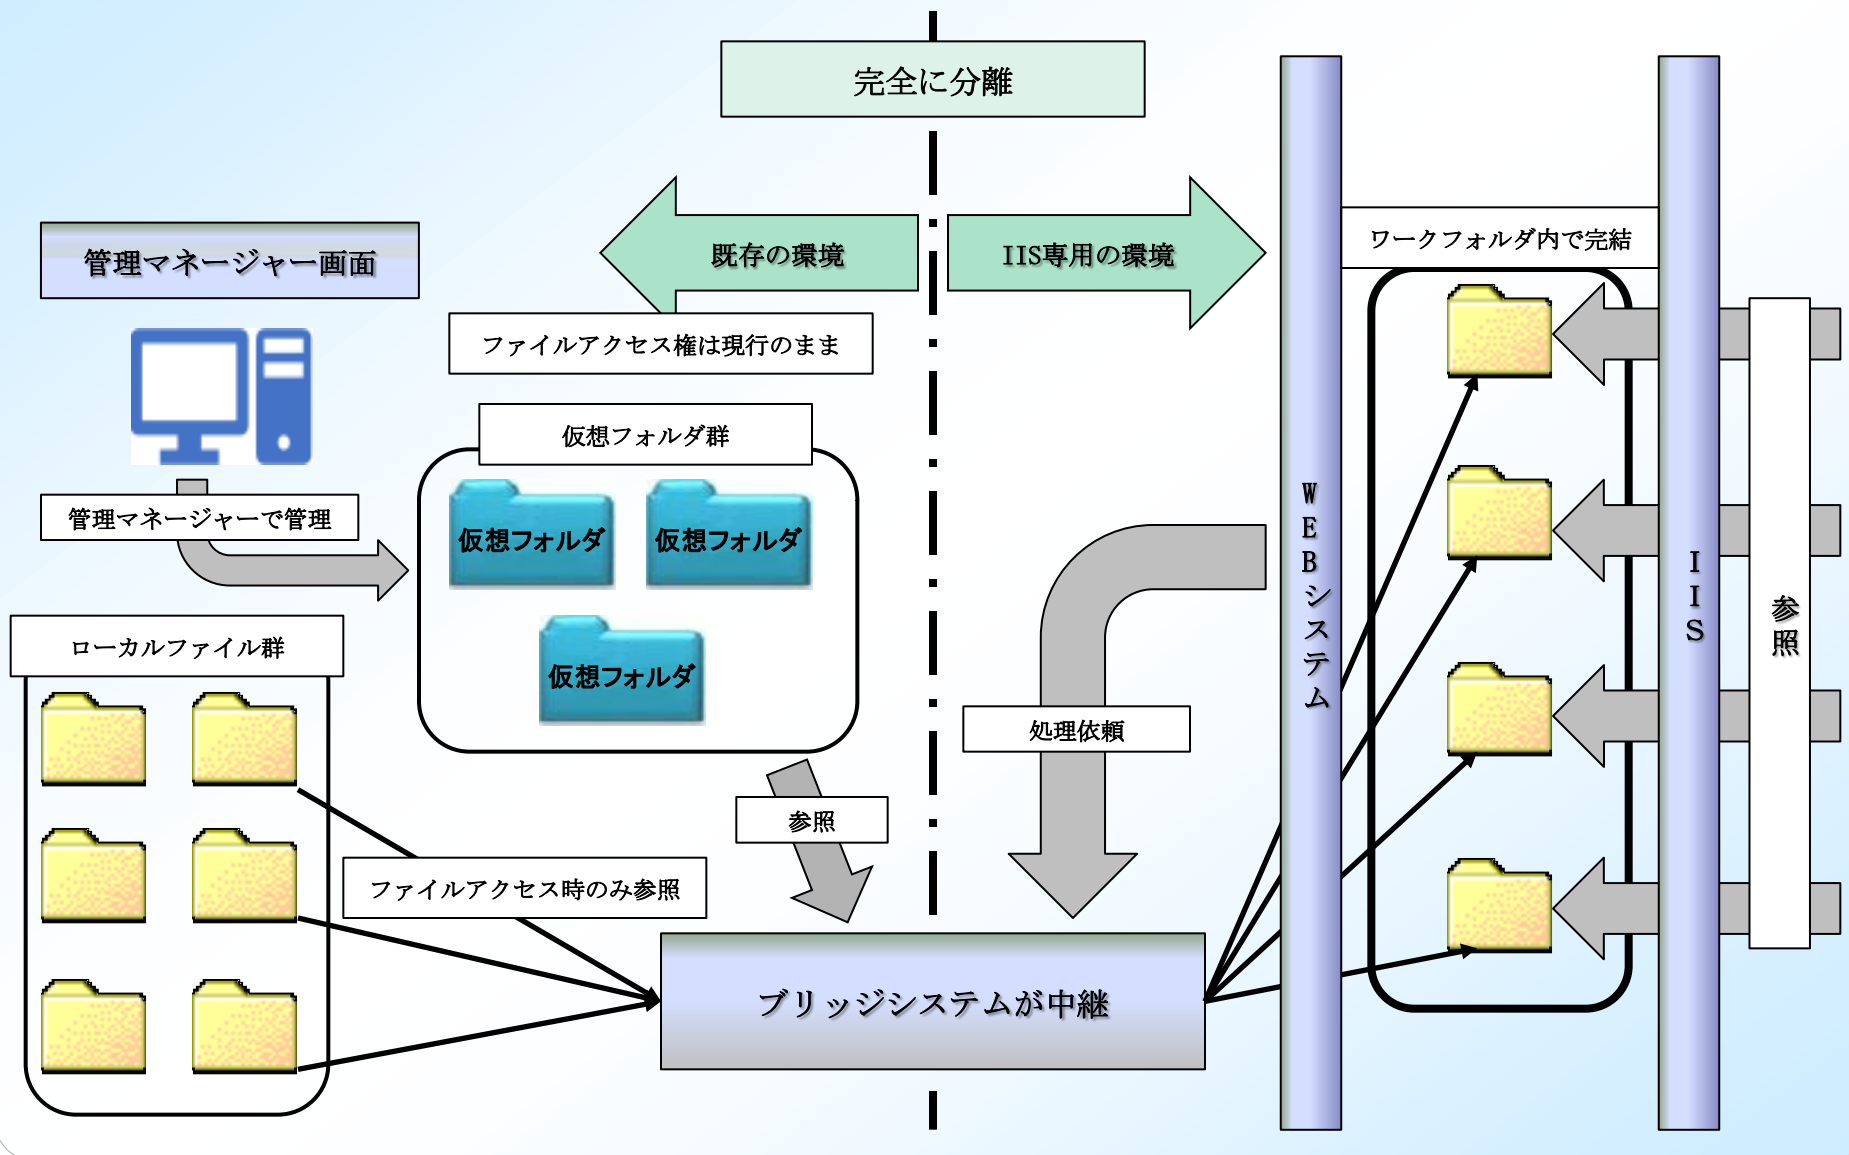 完全に分離
既存の環境
IIS専用の環境
管理マネージャー画面
ワークフォルダ内で完結
ファイルアクセス権は現行のまま
仮想フォルダ群
管理マネージャーで管理
仮想フォルダ
仮想フォルダ
仮想フォルダ
ローカルファイル群
WEBシステム
IIS
参照
処理依頼
参照
ファイルアクセス時のみ参照
ブリッジシステムが中継